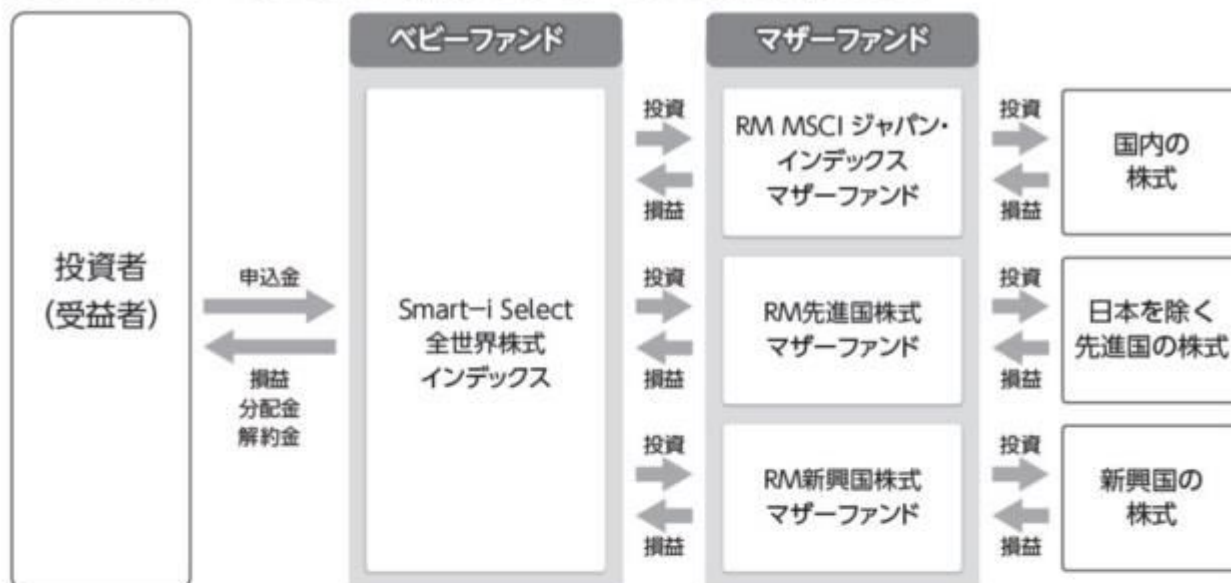 ベビーファンド
マザーファンド
投資者
(受益者)
申込金
損益
分配金
解約金
Smart-i Select
全世界株式
インデックス
投資
損益
RM MSCI ジャパン・
インデックス
マザーファンド
投資
損益
国内の
株式
投資
損益
RM先進国株式
マザーファンド
投資
損益
日本を除く
先進国の株式
投資
損益
RM新興国株式
マザーファンド
投資
損益
新興国の
株式